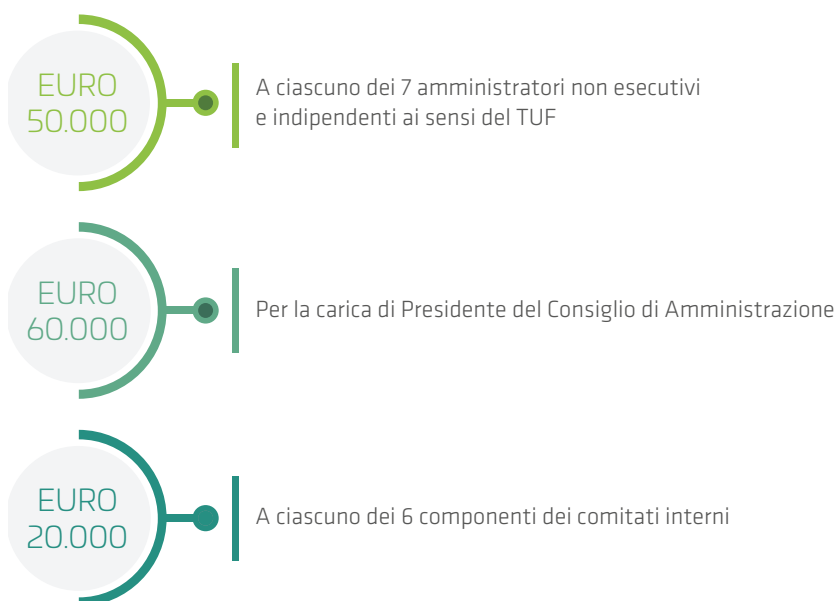 EURO
50.000
A ciascuno dei 7 amministratori non esecutivi
e indipendenti ai sensi del TUF
EURO
60.000
Per la carica di Presidente del Consiglio di Amministrazione
EURO
20.000
A ciascuno dei 6 componenti dei comitati interni